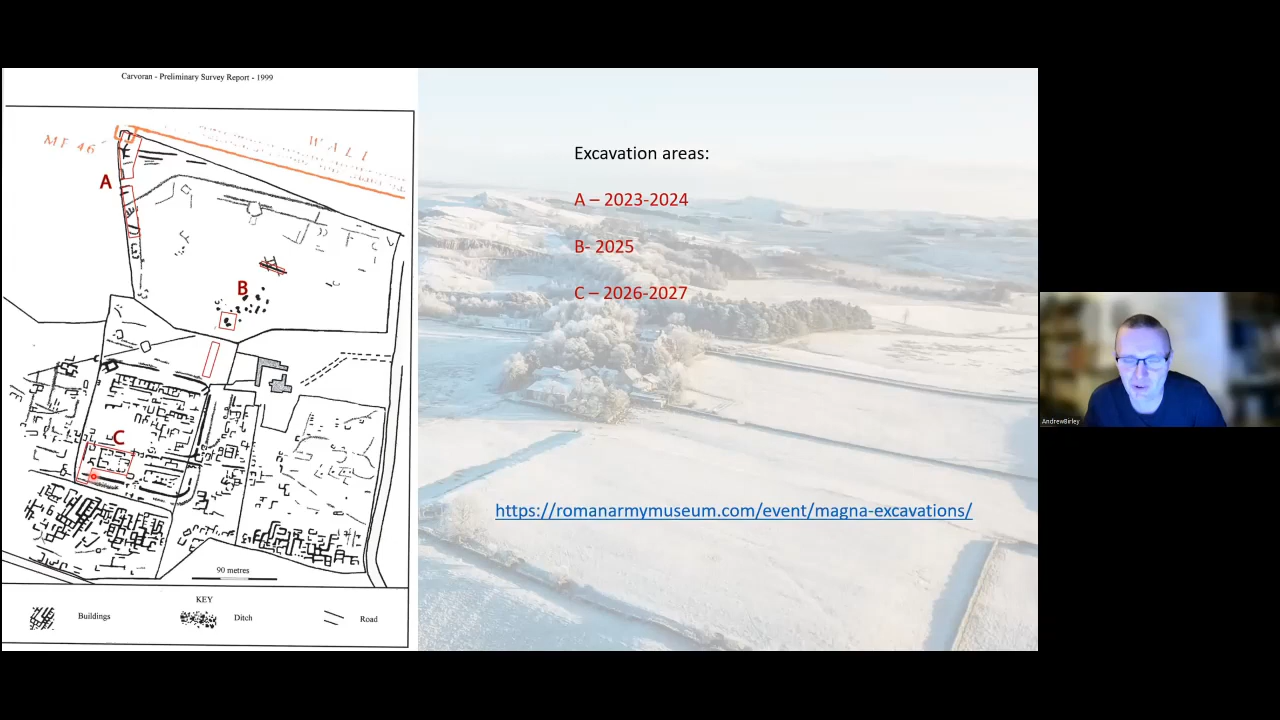 Carvoran - Preliminary Survey Report - 1999
MF 46
WALL
A
B
C
90 metres
KEY
Buildings
Ditch
Road
Excavation areas:
A – 2023-2024
B- 2025
C – 2026-2027
https://romanarmymuseum.com/event/magna-excavations/
AndrewBirley